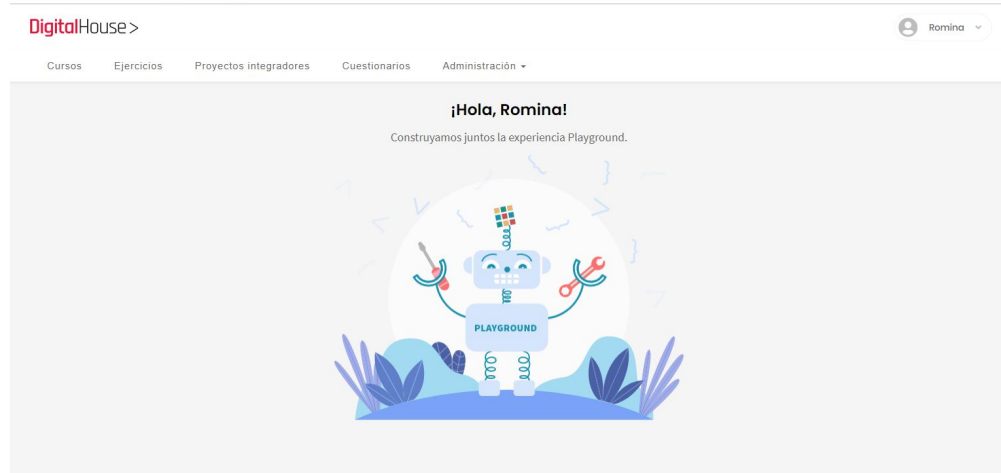 DigitalHouse>
Romina
Cursos Ejercicios Proyectos integradores Cuestionarios Administración
¡Hola, Romina!
Construyamos juntos la experiencia Playground.
PLAYGROUND